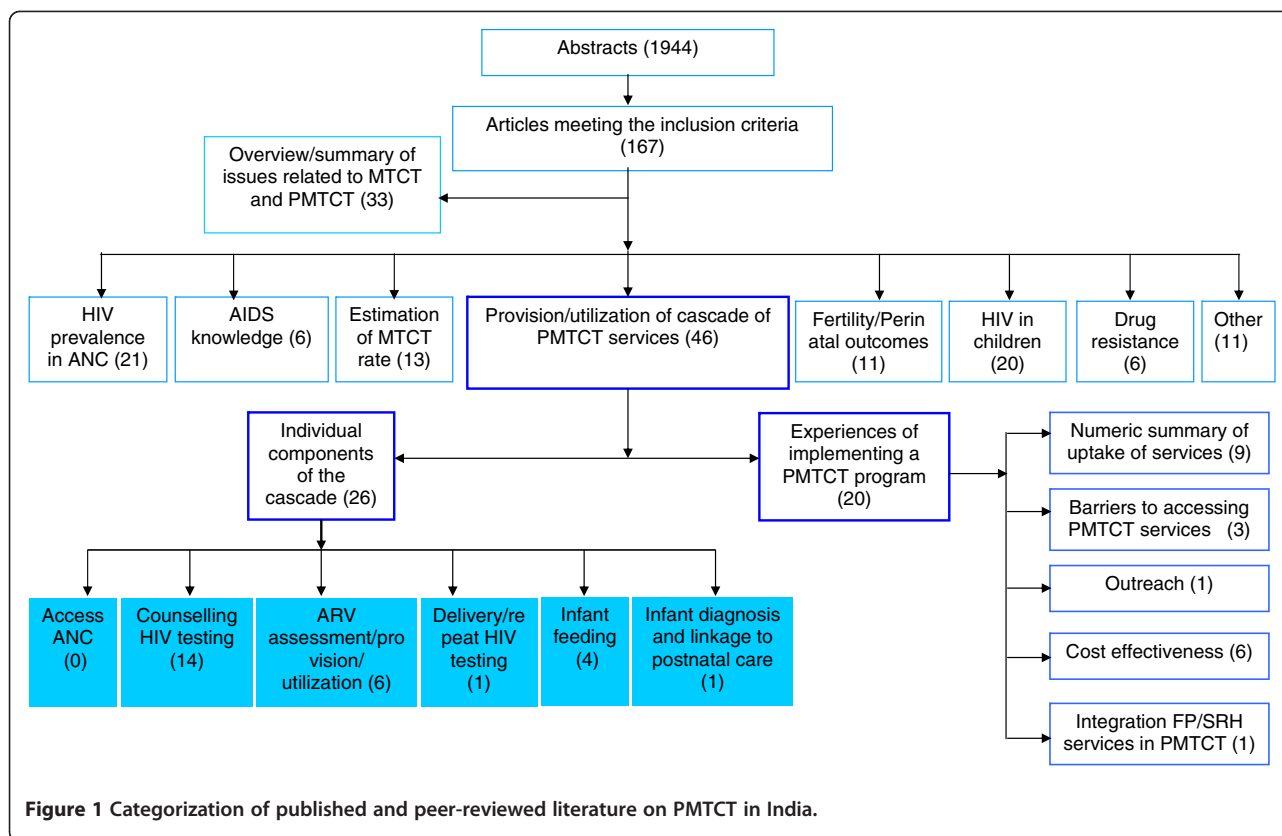 Abstracts (1944)
Articles meeting the inclusion criteria
(167)
Overview/summary of
issues related to MTCT
and PMTCT (33)
HIV
prevalence
in ANC (21)
AIDS
knowledge (6)
Estimation
of MTCT
rate (13)
Provision/utilization of cascade of
PMTCT services (46)
Fertility/Perin
atal outcomes
(11)
HIV in
children
(20)
Drug
resistance
(6)
Other
(11)
Individual
components
of the
cascade (26)
Experiences of
implementing a
PMTCT program
(20)
Numeric summary of
uptake of services (9)
Barriers to accessing
PMTCT services (3)
Outreach (1)
Cost effectiveness (6)
Integration FP/SRH
services in PMTCT (1)
Access
ANC
(0)
Counselling
HIV testing
(14)
ARV
assessment/pro
vision/
utilization (6)
Delivery/re
peat HIV
testing
(1)
Infant
feeding
(4)
Infant diagnosis
and linkage to
postnatal care
(1)
Figure 1 Categorization of published and peer-reviewed literature on PMTCT in India.